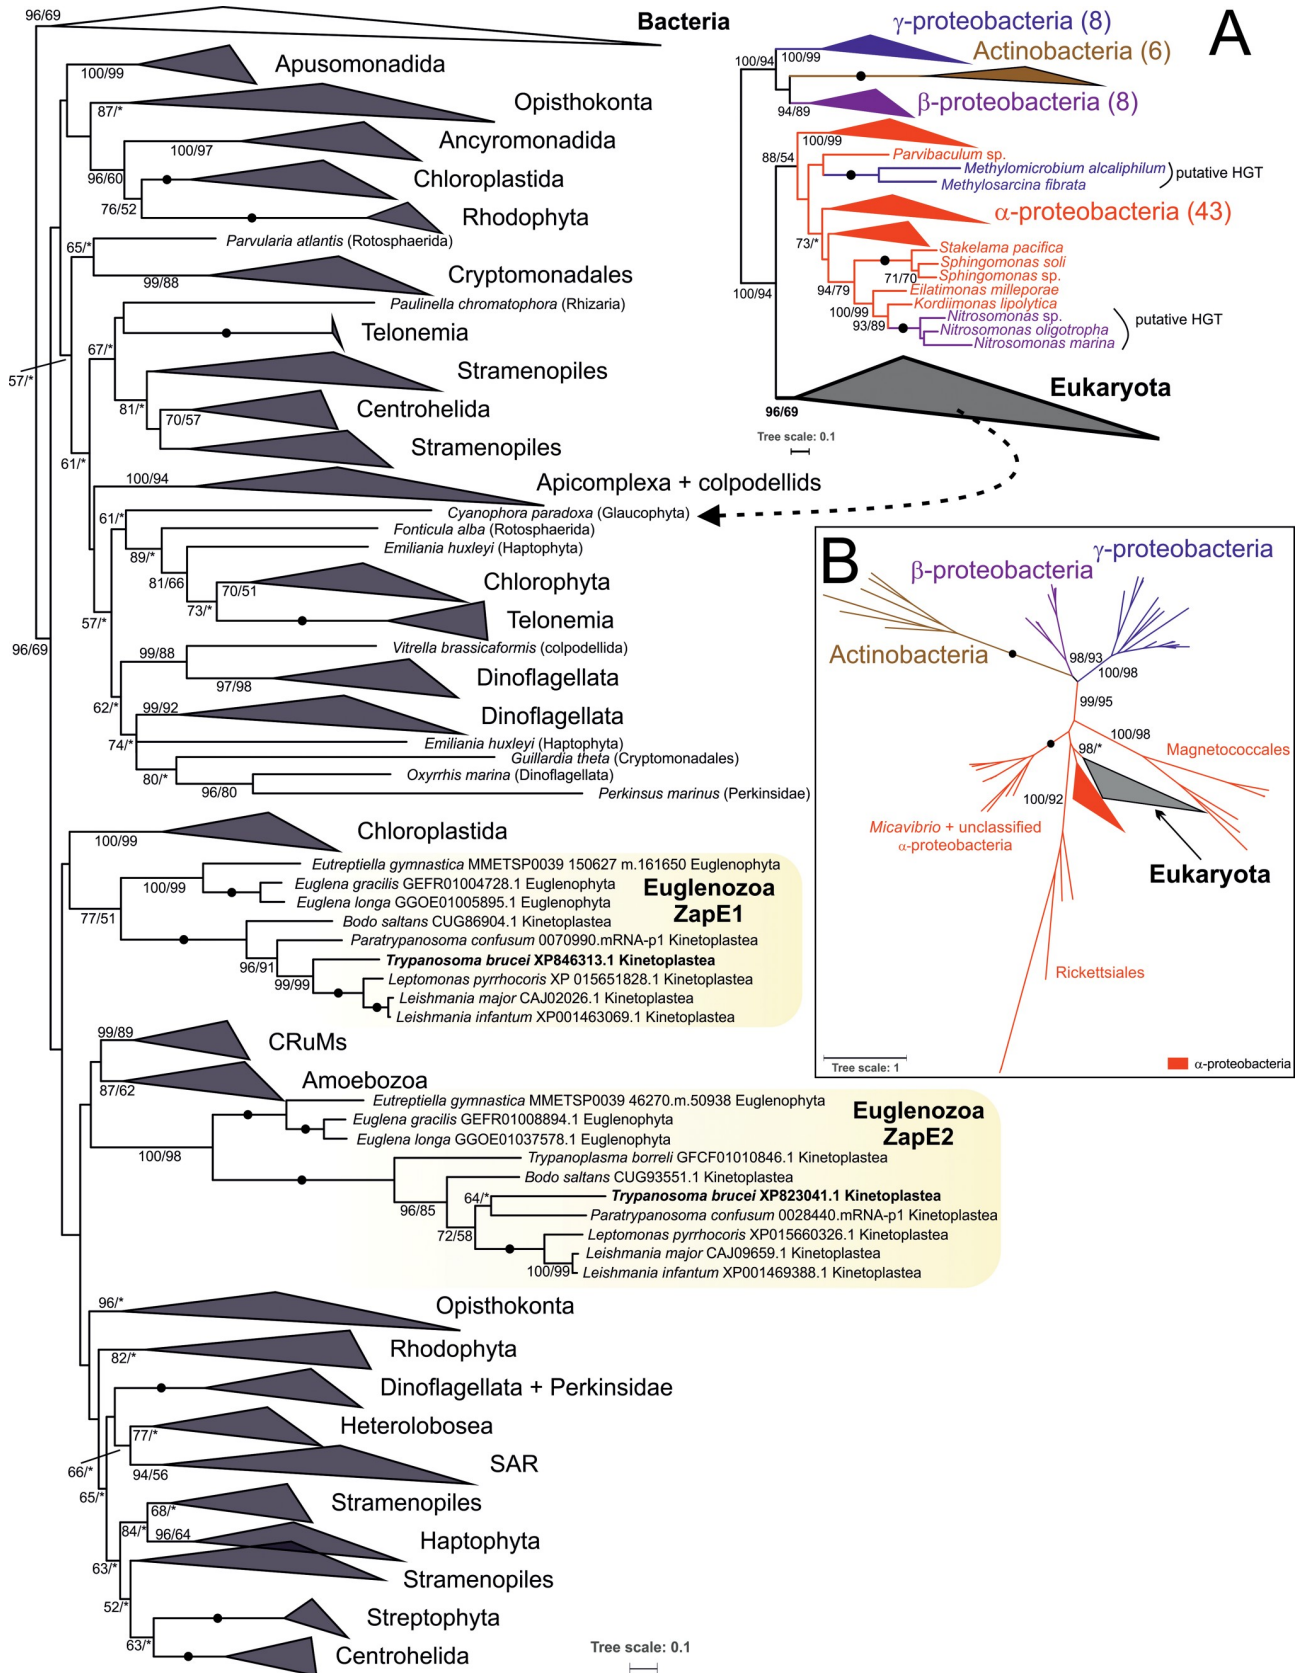 96/69
Bacteria
100/99
Apusomonadida
87/*
Opisthokonta
100/97
Ancyromonadida
96/60
Chloroplastida
76/52
Rhodophyta
65/*
Parvularia atlantis (Rotosphaerida)
99/88
Cryptomonadales
Paulinella chromatophora (Rhizaria)
Telonemia
67/*
57/*
Stramenopiles
81/*
70/57
Centrohelida
Stramenopiles
61/*
100/94
Apicomplexa + colpodellids
61/*
Cyanophora paradoxa (Glaucophyta)
Fonticula alba (Rotosphaerida)
89/*
Emiliania huxleyi (Haptophyta)
81/66
70/51
Chlorophyta
73/*
Telonemia
57/*
96/69
99/88
Vitrella brassicaformis (colpodellida)
97/98
Dinoflagellata
62/*
99/92
Dinoflagellata
74/*
Emiliania huxleyi (Haptophyta)
Guillardia theta (Cryptomonadales)
80/*
Oxyrrhis marina (Dinoflagellata)
96/80
Perkinsus marinus (Perkinsidae)
100/99
Chloroplastida
Eutreptiella gymnastica MMETSP0039 150627 m.161650 Euglenophyta
100/99
Euglena gracilis GEFR01004728.1 Euglenophyta
Euglena longa GGOE01005895.1 Euglenophyta
Euglenozoa
ZapE1
77/51
Bodo saltans CUG86904.1 Kinetoplastea
Paratrypanosoma confusum 0070990.mRNA-p1 Kinetoplastea
96/91
Trypanosoma brucei XP846313.1 Kinetoplastea
99/99
Leptomonas pyrrhocoris XP 015651828.1 Kinetoplastea
Leishmania major CAJ02026.1 Kinetoplastea
Leishmania infantum XP001463069.1 Kinetoplastea
99/89
CRuMs
87/62
Amoebozoa
Eutreptiella gymnastica MMETSP0039 46270.m.50938 Euglenophyta
Euglena gracilis GEFR01008894.1 Euglenophyta
Euglena longa GGOE01037578.1 Euglenophyta
Euglenozoa
ZapE2
100/98
Trypanoplasma borreli GFCF01010846.1 Kinetoplastea
Bodo saltans CUG93551.1 Kinetoplastea
96/85
64/*
Trypanosoma brucei XP823041.1 Kinetoplastea
Paratrypanosoma confusum 0028440.mRNA-p1 Kinetoplastea
72/58
Leptomonas pyrrhocoris XP015660326.1 Kinetoplastea
Leishmania major CAJ09659.1 Kinetoplastea
100/99
Leishmania infantum XP001469388.1 Kinetoplastea
96/*
Opisthokonta
82/*
Rhodophyta
Dinoflagellata + Perkinsidae
77/*
Heterolobosea
94/56
SAR
66/*
65/*
68/*
Stramenopiles
84/*
96/64
Haptophyta
63/*
Stramenopiles
52/*
Streptophyta
63/*
Centrohelida
Tree scale: 0.1
A
γ-proteobacteria (8)
100/94
100/99
Actinobacteria (6)
94/89
β-proteobacteria (8)
100/99
88/54
Parvibaculum sp.
Methylomicrobium alcaliphilum
Methylosarcina fibrata
putative HGT
α-proteobacteria (43)
73/*
Stakelama pacifica
Sphingomonas soli
71/70
Sphingomonas sp.
94/79
Eilatimonas milleporae
Kordiimonas lipolytica
100/99
93/89
Nitrosomonas sp.
Nitrosomonas oligotropha
Nitrosomonas marina
putative HGT
100/94
Eukaryota
96/69
Tree scale: 0.1
B
γ-proteobacteria
β-proteobacteria
Actinobacteria
98/93
100/98
99/95
100/98
98/*
Magnetococcales
100/92
Micavibrio + unclassified
α-proteobacteria
Eukaryota
Rickettsiales
Tree scale: 1
α-proteobacteria